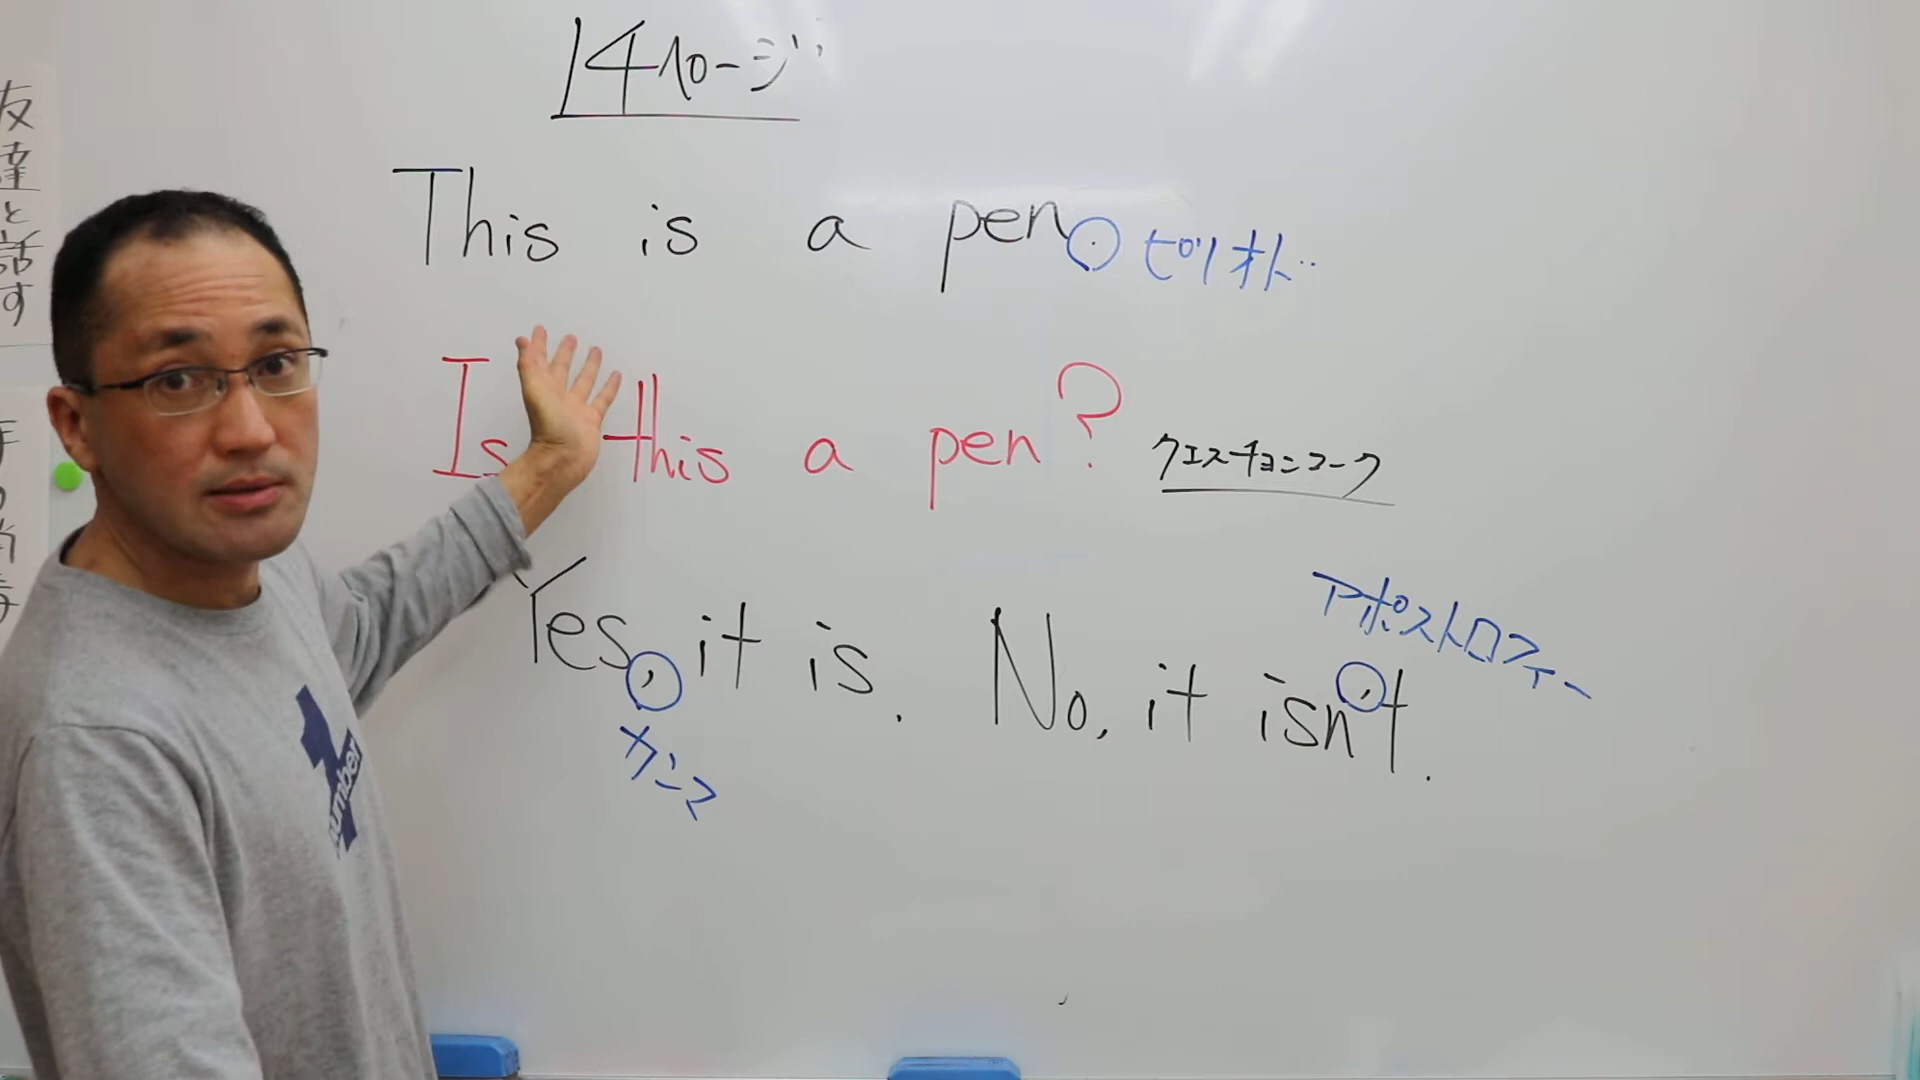 14ページ
This is a pen. ピリオド
Is this a pen? クエスチョンマーク
アポストロフィー
Yes, it is. No, it isn't.
カンマ
友達と話す
number